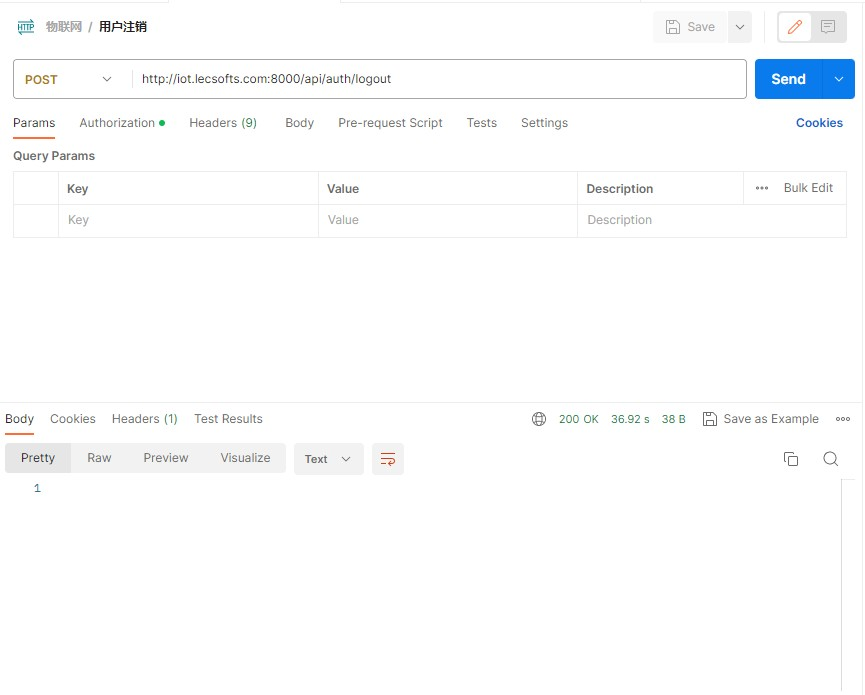 HTTP 物联网 / 用户注销 Save
POST http://iot.lecsofts.com:8000/api/auth/logout Send
Params Authorization Headers (9) Body Pre-request Script Tests Settings Cookies
Query Params
Key Value Description Bulk Edit
Key Value Description
Body Cookies Headers (1) Test Results 200 OK 36.92 s 38 B Save as Example
Pretty Raw Preview Visualize Text
1